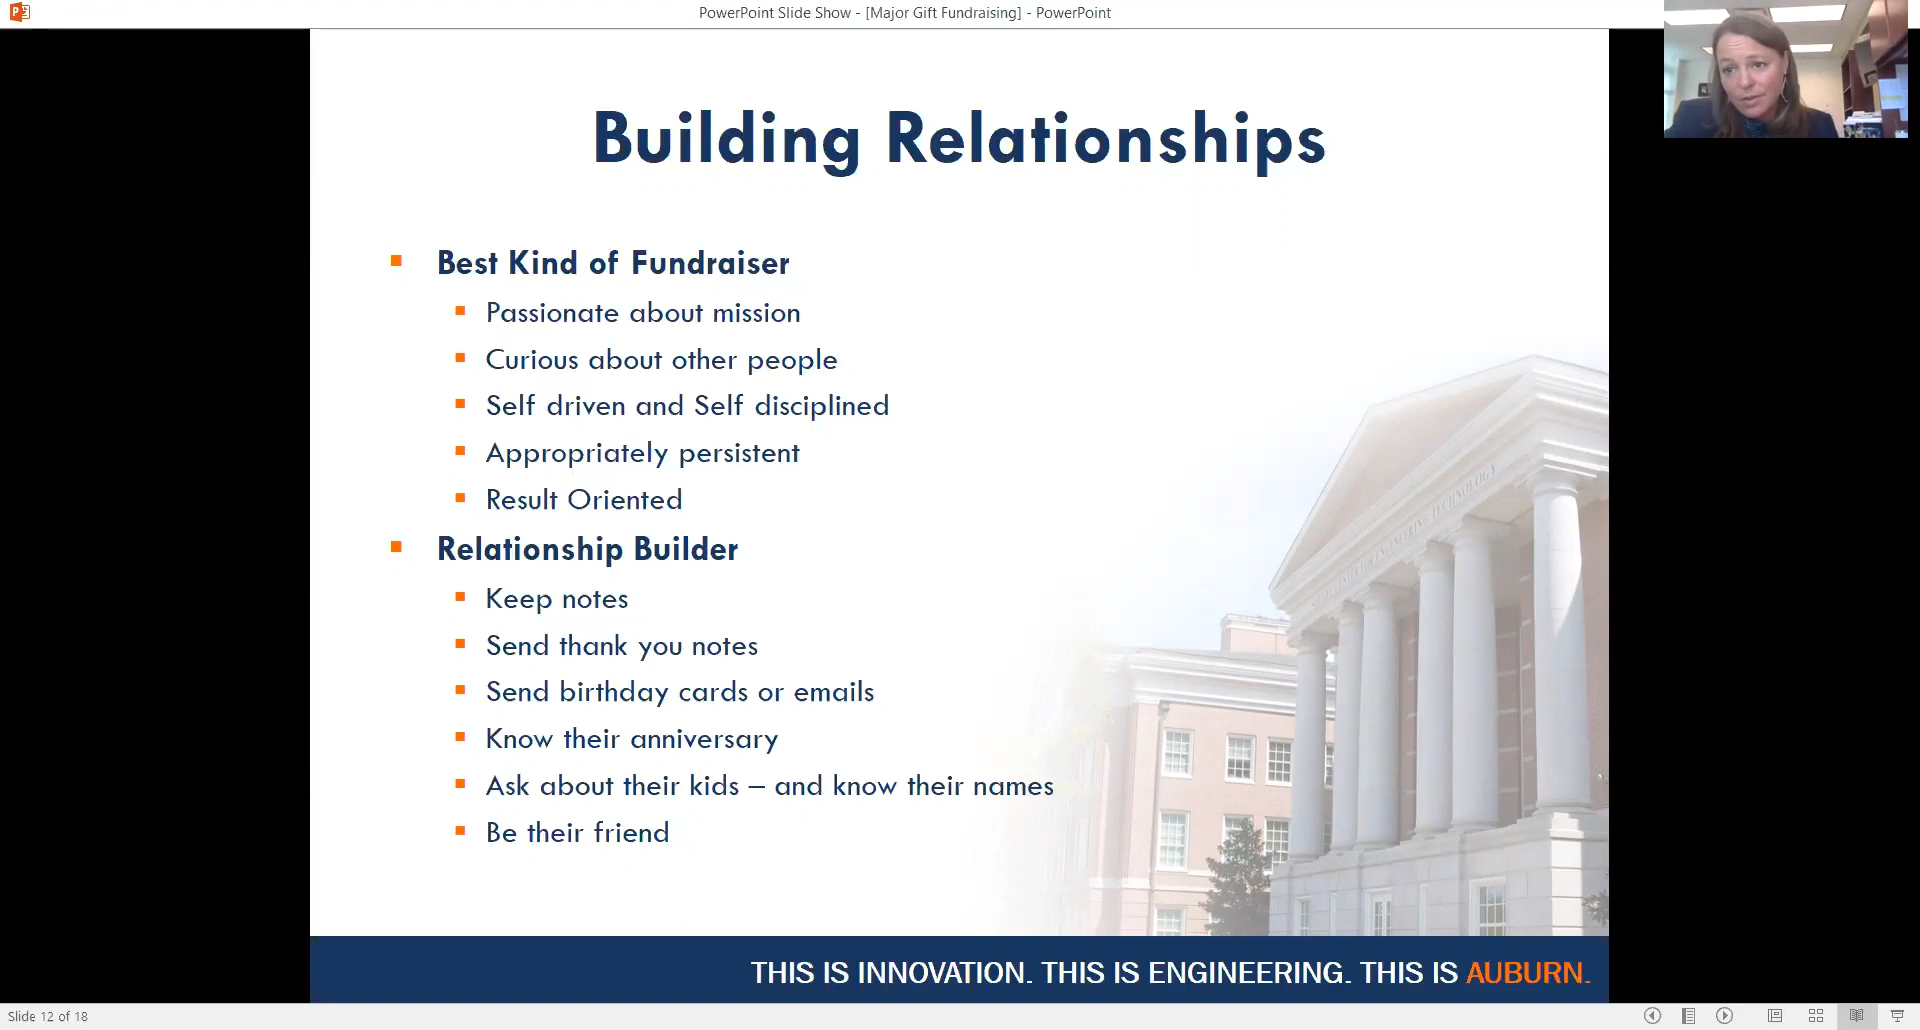 PowerPoint Slide Show - [Major Gift Fundraising] - PowerPoint
Building Relationships
Best Kind of Fundraiser
Passionate about mission
Curious about other people
Self driven and Self disciplined
Appropriately persistent
Result Oriented
Relationship Builder
Keep notes
Send thank you notes
Send birthday cards or emails
Know their anniversary
Ask about their kids – and know their names
Be their friend
THIS IS INNOVATION. THIS IS ENGINEERING. THIS IS AUBURN.
Slide 12 of 18